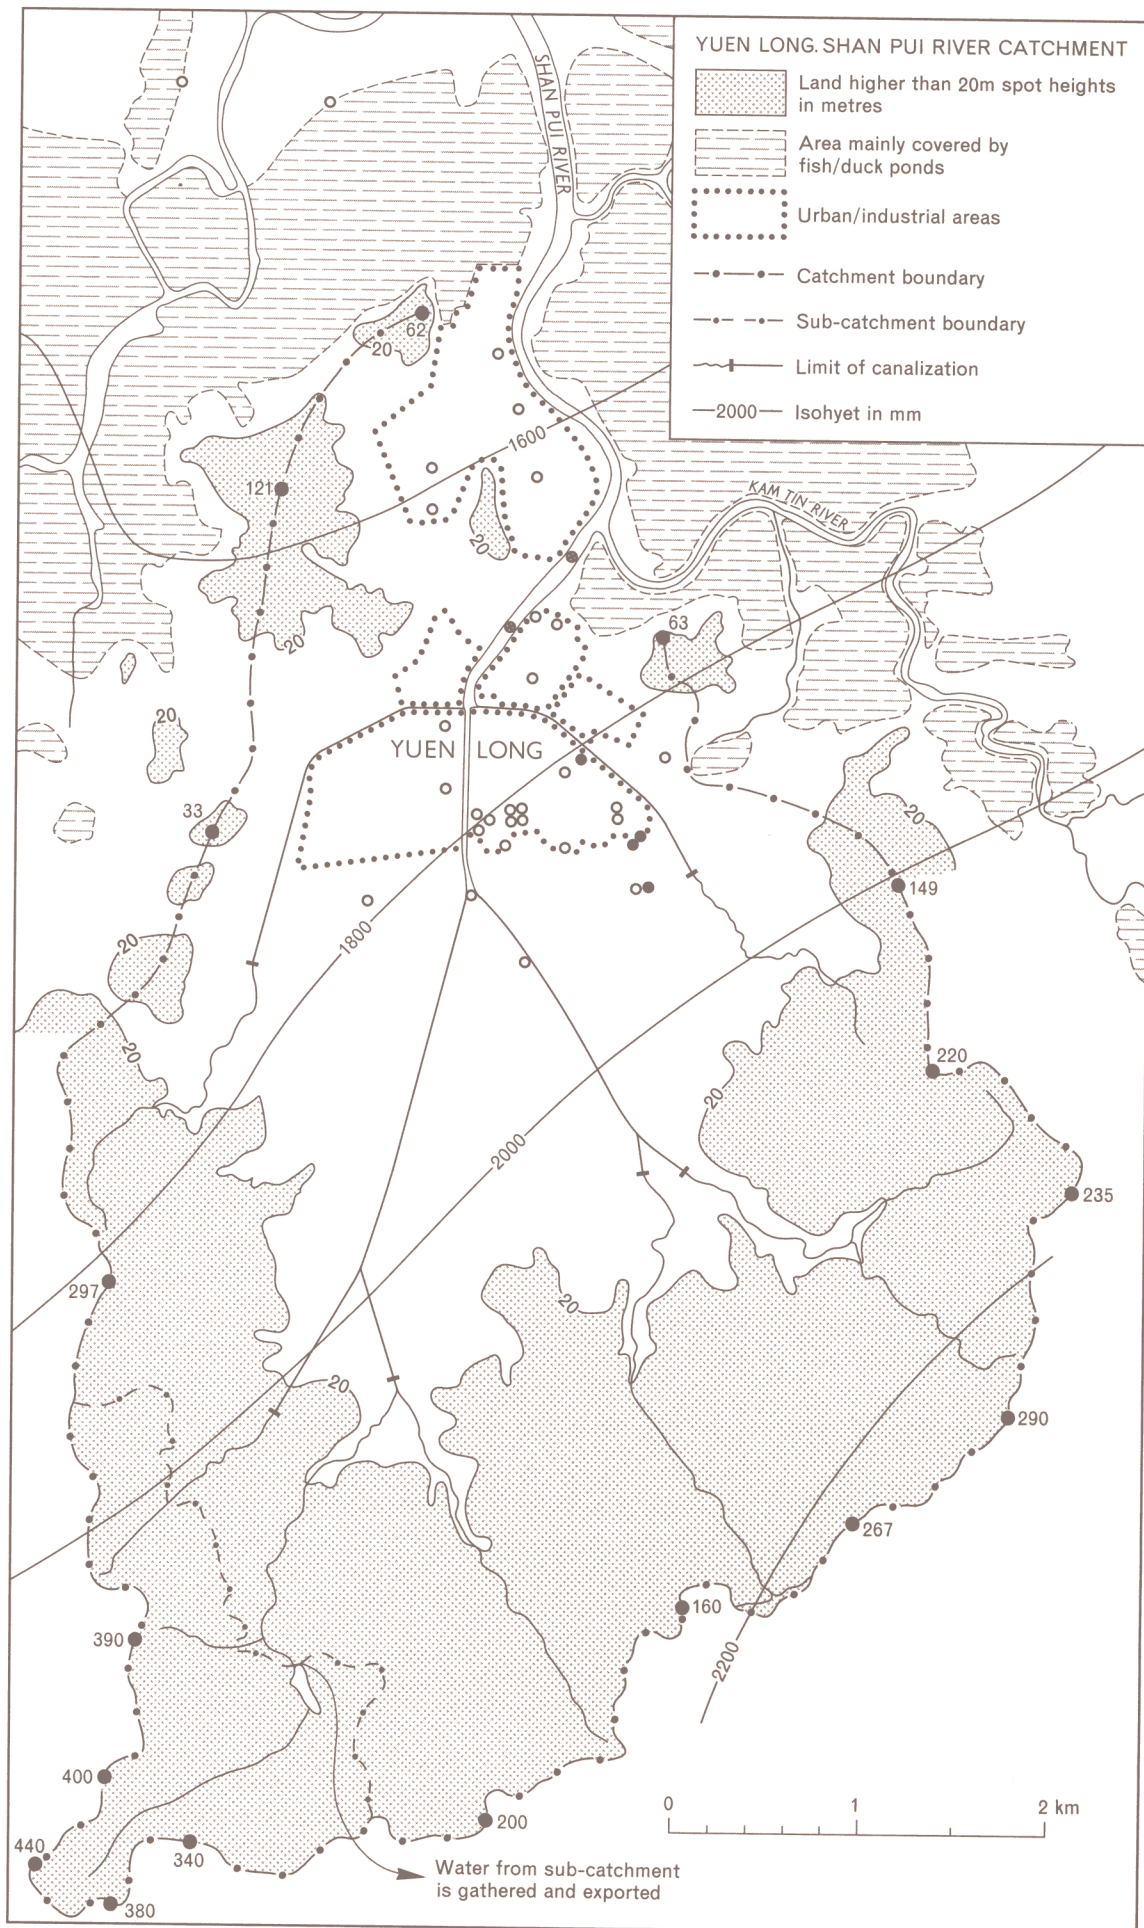 YUEN LONG. SHAN PUI RIVER CATCHMENT
Land higher than 20m spot heights
in metres
Area mainly covered by
fish/duck ponds
Urban/industrial areas
Catchment boundary
Sub-catchment boundary
Limit of canalization
2000 Isohyet in mm
SHAN PUI RIVER
62
20
1600
121
20
KAM TIN RIVER
20
63
20
YUEN LONG
33
20
149
1800
20
20
220
20
2000
235
297
20
20
290
267
160
390
2200
400
0 1 2 km
200
440
340
Water from sub-catchment
is gathered and exported
380